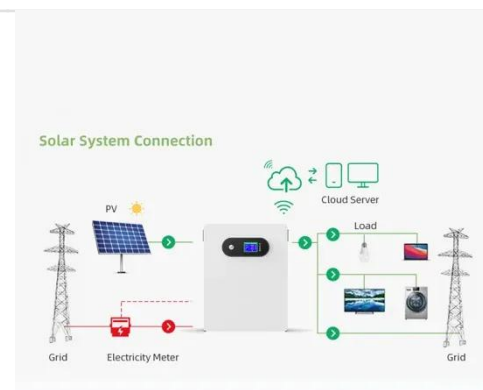 Solar System Connection
Cloud Server
PV
Load
Grid
Electricity Meter
Grid